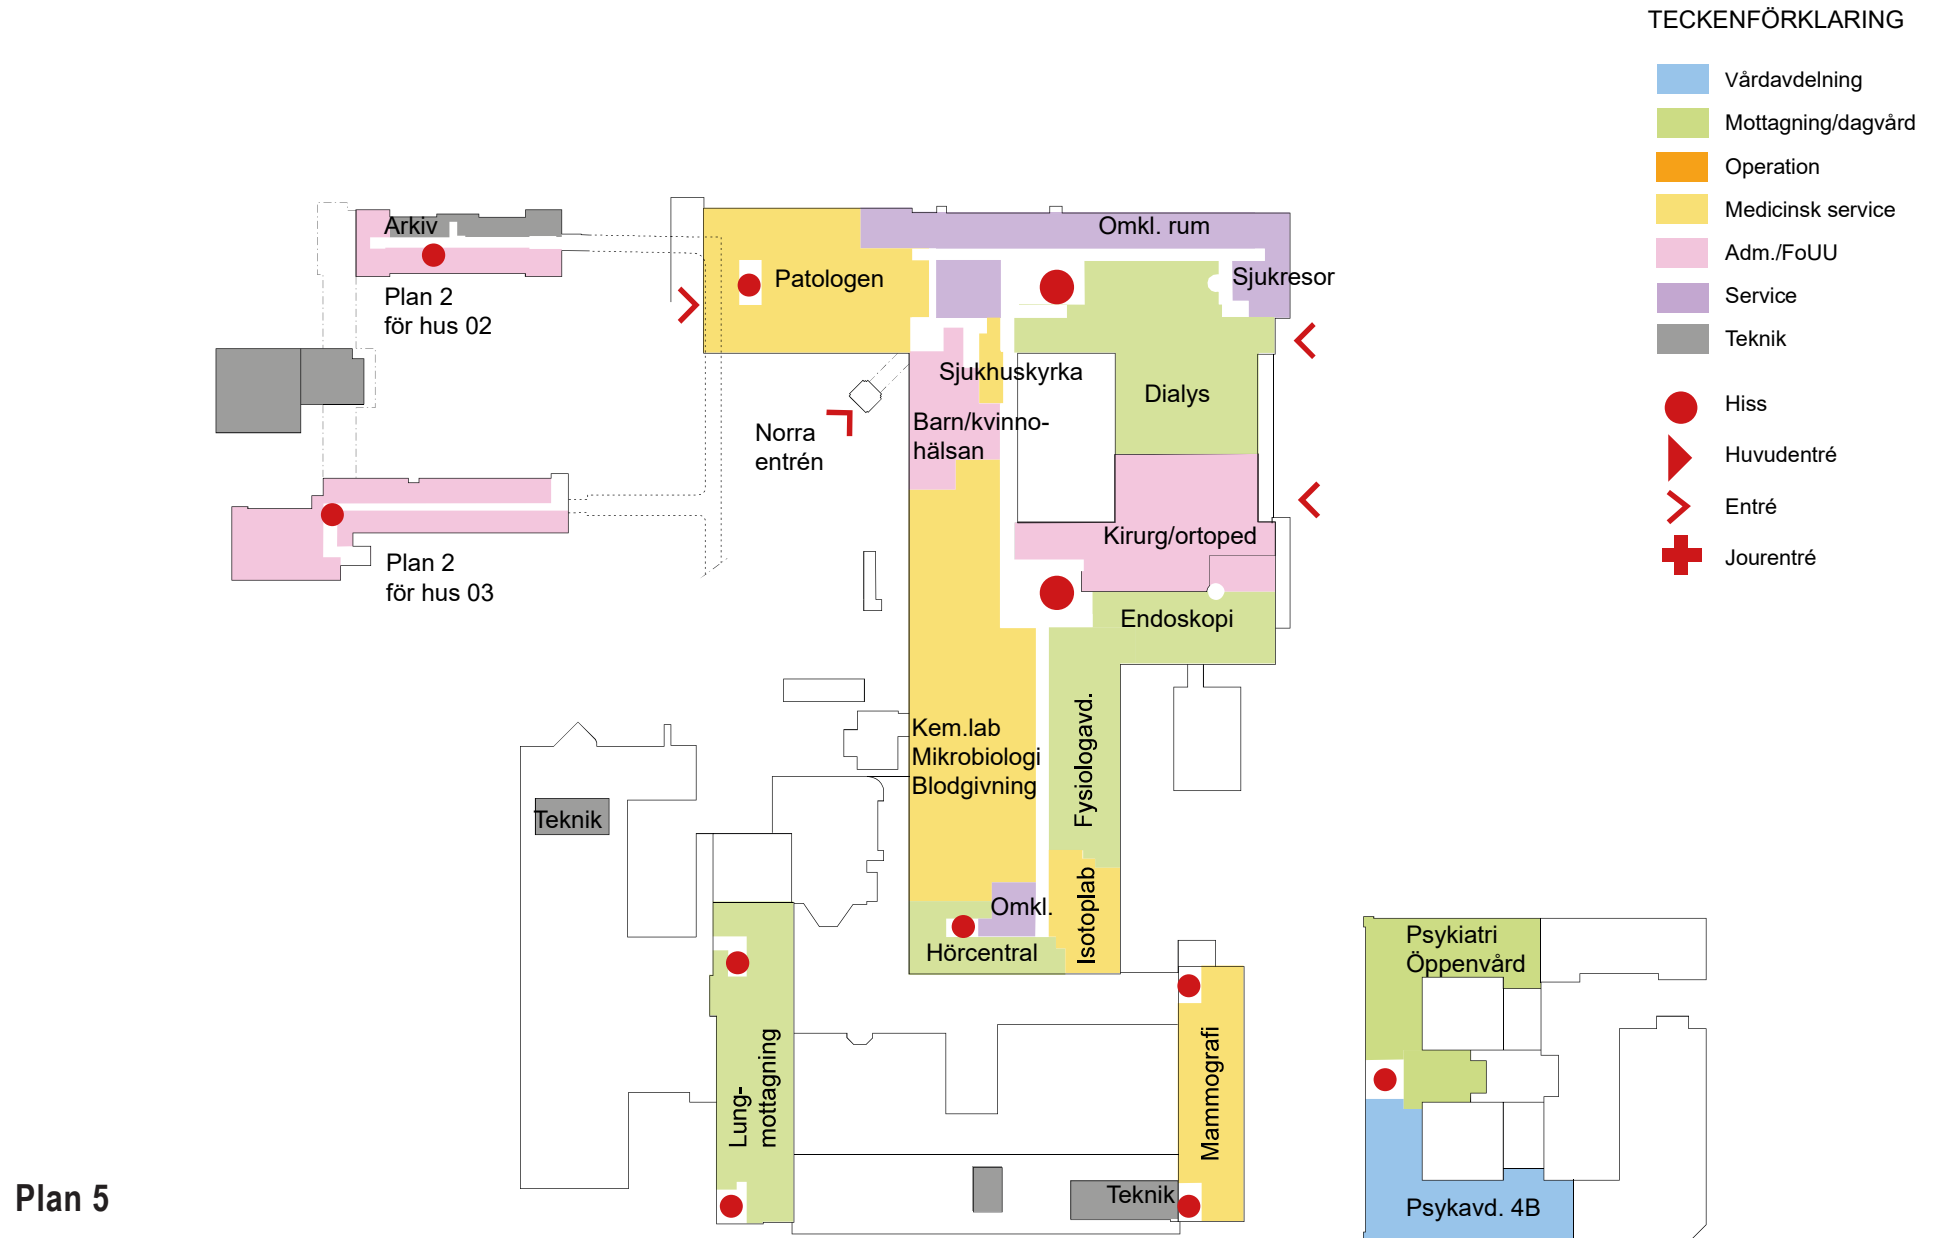 TECKENFÖRKLARING
Vårdavdelning
Mottagning/dagvård
Operation
Medicinsk service
Adm./FoUU
Service
Teknik
Hiss
Huvudentré
Entré
Jourentré
Arkiv
Plan 2
för hus 02
Patologen
Omkl. rum
Sjukresor
Sjukhuskyrka
Dialys
Barn/kvinno-
hälsan
Norra
entrén
Kirurg/ortoped
Plan 2
för hus 03
Endoskopi
Kem.lab
Mikrobiologi
Blodgivning
Fysiologavd.
Teknik
Isotoplab
Omkl.
Hörcentral
Psykiatri
Öppenvård
Lung-
mottagning
Mammografi
Teknik
Psykavd. 4B
Plan 5